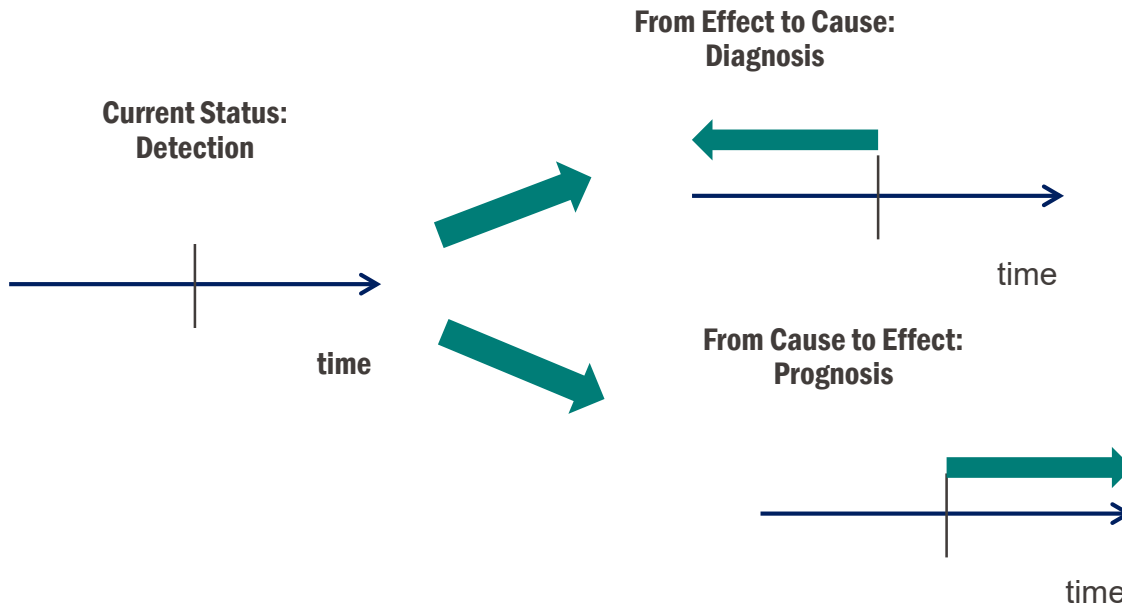 From Effect to Cause:
Diagnosis
Current Status:
Detection
time
time
From Cause to Effect:
Prognosis
time